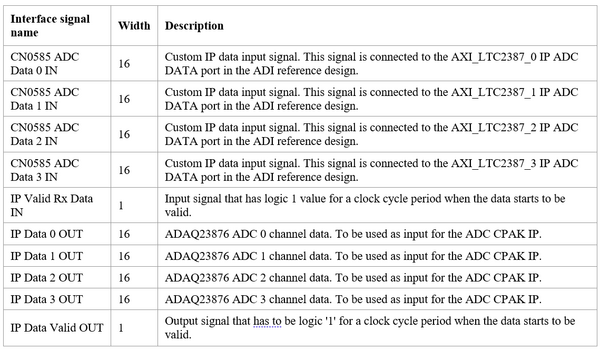 Interface signal name Width Description
CN0585 ADC Data 0 IN 16 Custom IP data input signal. This signal is connected to the AXI_LTC2387_0 IP ADC DATA port in the ADI reference design.
CN0585 ADC Data 1 IN 16 Custom IP data input signal. This signal is connected to the AXI_LTC2387_1 IP ADC DATA port in the ADI reference design.
CN0585 ADC Data 2 IN 16 Custom IP data input signal. This signal is connected to the AXI_LTC2387_2 IP ADC DATA port in the ADI reference design.
CN0585 ADC Data 3 IN 16 Custom IP data input signal. This signal is connected to the AXI_LTC2387_3 IP ADC DATA port in the ADI reference design.
IP Valid Rx Data IN 1 Input signal that has logic 1 value for a clock cycle period when the data starts to be valid.
IP Data 0 OUT 16 ADAQ23876 ADC 0 channel data. To be used as input for the ADC CPAK IP.
IP Data 1 OUT 16 ADAQ23876 ADC 1 channel data. To be used as input for the ADC CPAK IP.
IP Data 2 OUT 16 ADAQ23876 ADC 2 channel data. To be used as input for the ADC CPAK IP.
IP Data 3 OUT 16 ADAQ23876 ADC 3 channel data. To be used as input for the ADC CPAK IP.
IP Data Valid OUT 1 Output signal that has to be logic '1' for a clock cycle period when the data starts to be valid.